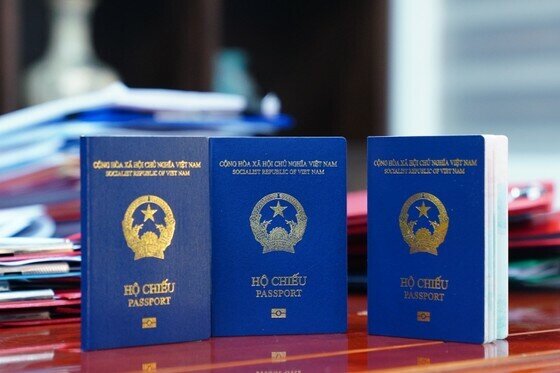 CỘNG HÒA XÃ HỘI CHỦ NGHĨA VIỆT NAM
SOCIALIST REPUBLIC OF VIET NAM
HỘ CHIẾU
PASSPORT
CỘNG HÒA XÃ HỘI CHỦ NGHĨA VIỆT NAM
SOCIALIST REPUBLIC OF VIET NAM
HỘ CHIẾU
PASSPORT
CỘNG HÒA XÃ HỘI CHỦ NGHĨA VIỆT NAM
SOCIALIST REPUBLIC OF VIET NAM
HỘ CHIẾU
PASSPORT